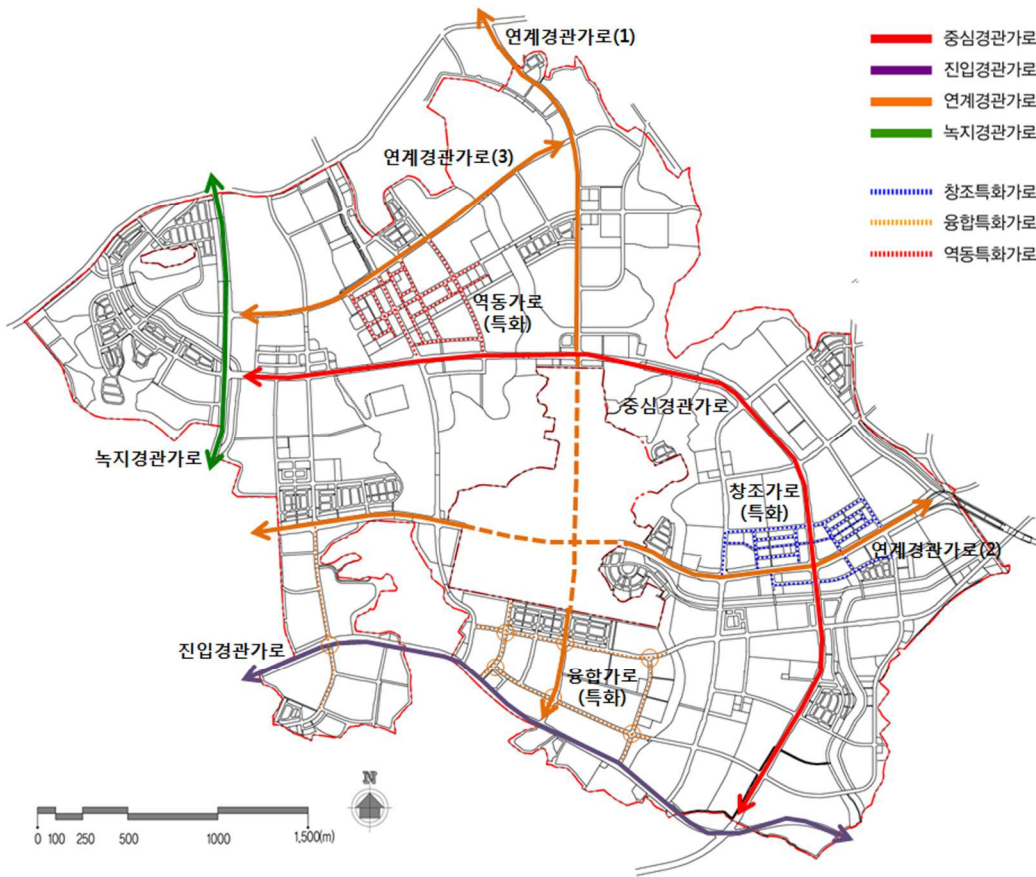 연계경관가로(1)
중심경관가로
진입경관가로
연계경관가로
녹지경관가로
연계경관가로(3)
창조특화가로
융합특화가로
역동특화가로
역동가로
(특화)
중심경관가로
녹지경관가로
창조가로
(특화)
연계경관가로(2)
진입경관가로
융합가로
(특화)
N
0 100 250 500 1000 1,500(m)